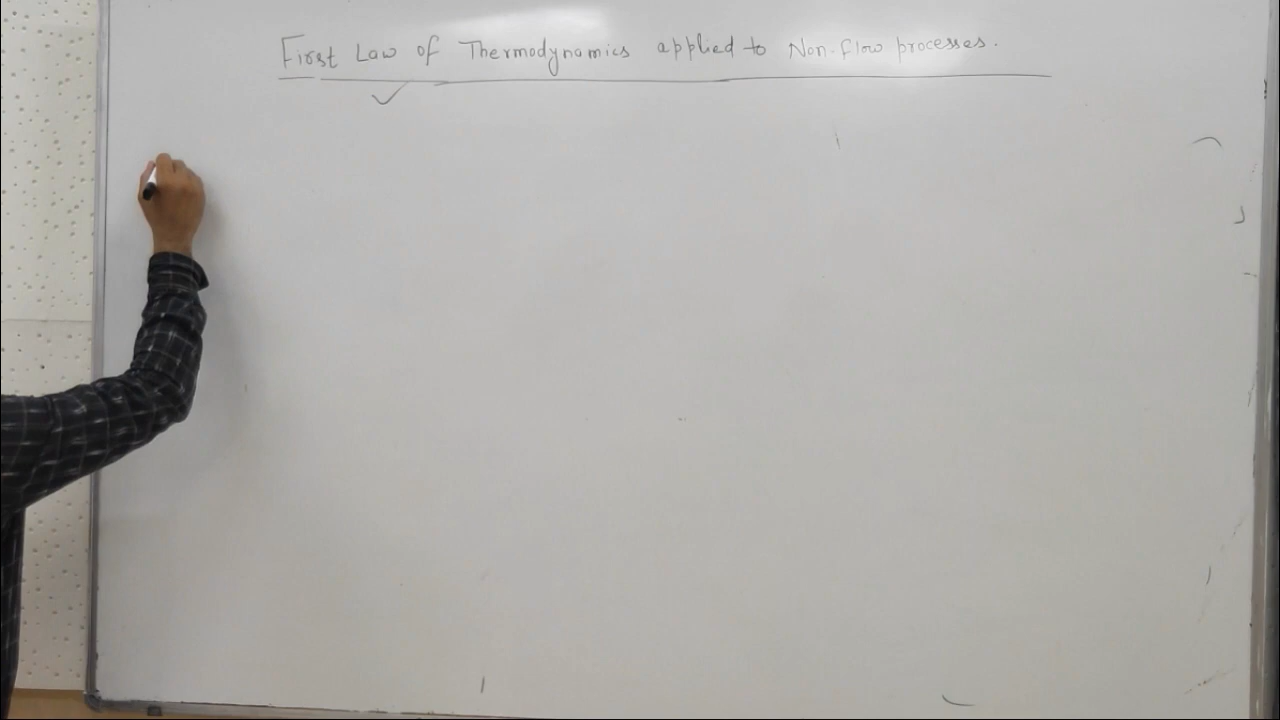 First Law of Thermodynamics applied to Non-flow processes.